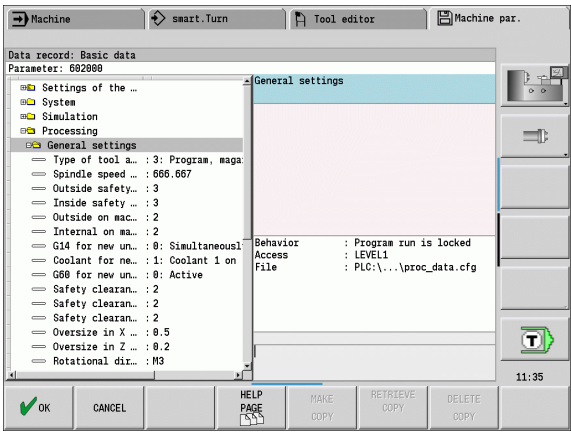 Machine
smart.Turn
Tool editor
Machine par.
Data record: Basic data
Parameter: 602000
Settings of the ...
System
Simulation
Processing
General settings
Type of tool a… : 3: Program, maga
Spindle speed … : 666.667
Outside safety… : 3
Inside safety … : 3
Outside on mac… : 2
Internal on ma… : 2
G14 for new un… : 0: Simultaneousl
Coolant for ne… : 1: Coolant 1 on
G60 for new un… : 0: Active
Safety clearan… : 2
Safety clearan… : 2
Safety clearan… : 2
Oversize in X … : 0.5
Oversize in Z … : 0.2
Rotational dir… : M3
General settings
Behavior : Program run is locked
Access : LEVEL1
File : PLC:\...\proc_data.cfg
T
11:35
OK
CANCEL
HELP
PAGE
MAKE
COPY
RETRIEVE
COPY
DELETE
COPY